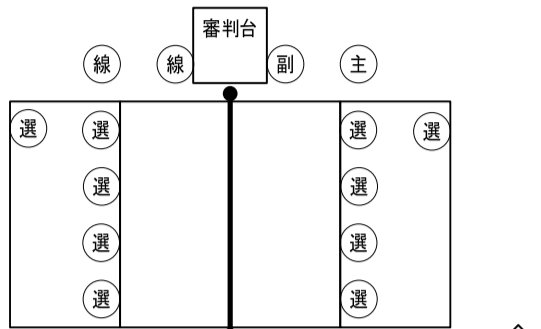 審判台
線 線 副 主
選 選 選 選
選 選
選 選
選 選